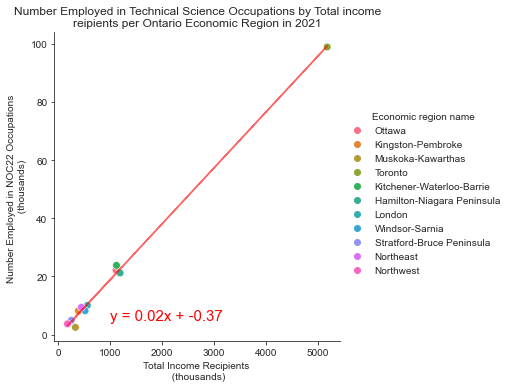 Number Employed in Technical Science Occupations by Total income
reipients per Ontario Economic Region in 2021
Number Employed in NOC22 Occupations
(thousands)
100
80
60
40
20
0
y = 0.02x + -0.37
0
1000
2000
3000
4000
5000
Total Income Recipients
(thousands)
Economic region name
Ottawa
Kingston-Pembroke
Muskoka-Kawarthas
Toronto
Kitchener-Waterloo-Barrie
Hamilton-Niagara Peninsula
London
Windsor-Sarnia
Stratford-Bruce Peninsula
Northeast
Northwest